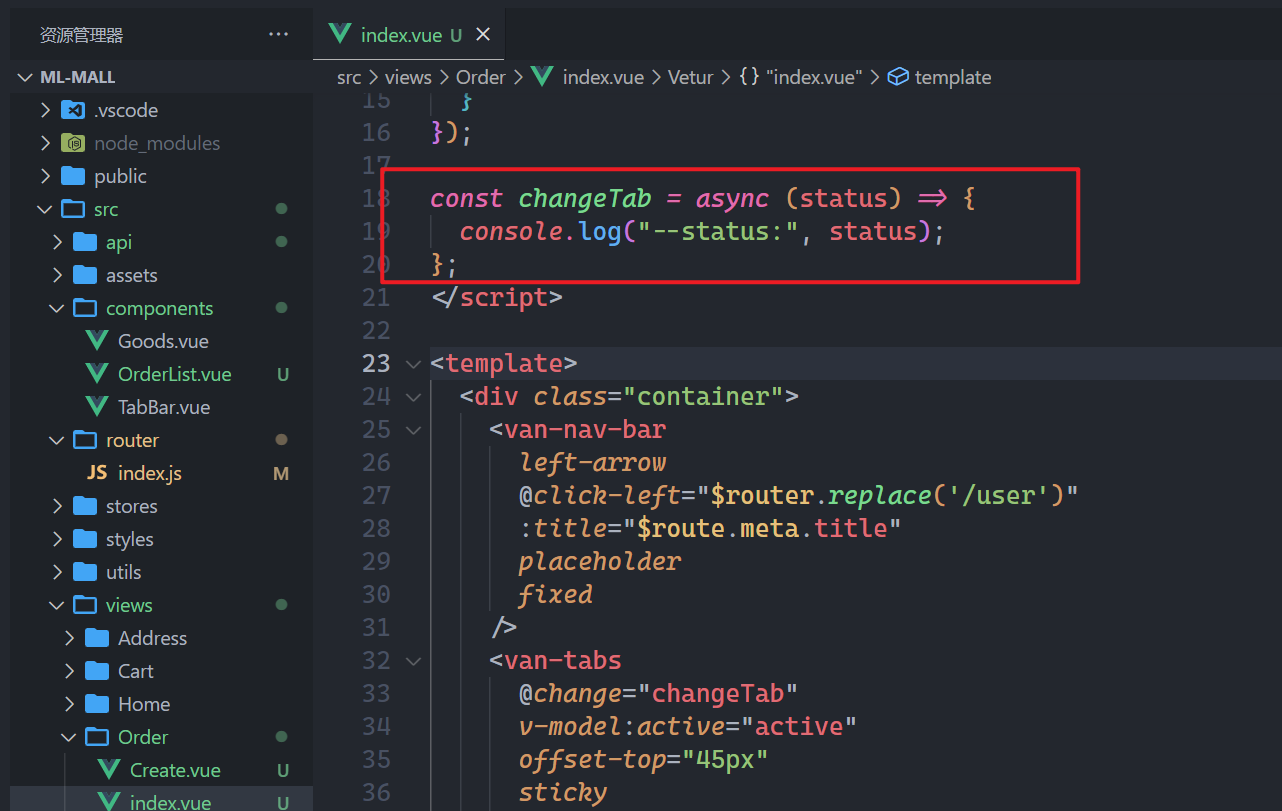 资源管理器
···
ML-MALL
.vscode
node_modules
public
src
api
assets
components
Goods.vue
OrderList.vue U
TabBar.vue
router
JS index.js M
stores
styles
utils
views
Address
Cart
Home
Order
Create.vue U
index.vue U
index.vue U
src > views > Order > index.vue > Vetur > {} "index.vue" > template
15 }
16 });
17
18 const changeTab = async (status) => {
19 console.log("--status:", status);
20 };
21 </script>
22
23 <template>
24 <div class="container">
25 <van-nav-bar
26 left-arrow
27 @click-left="$router.replace('/user')"
28 :title="$route.meta.title"
29 placeholder
30 fixed
31 />
32 <van-tabs
33 @change="changeTab"
34 v-model:active="active"
35 offset-top="45px"
36 sticky